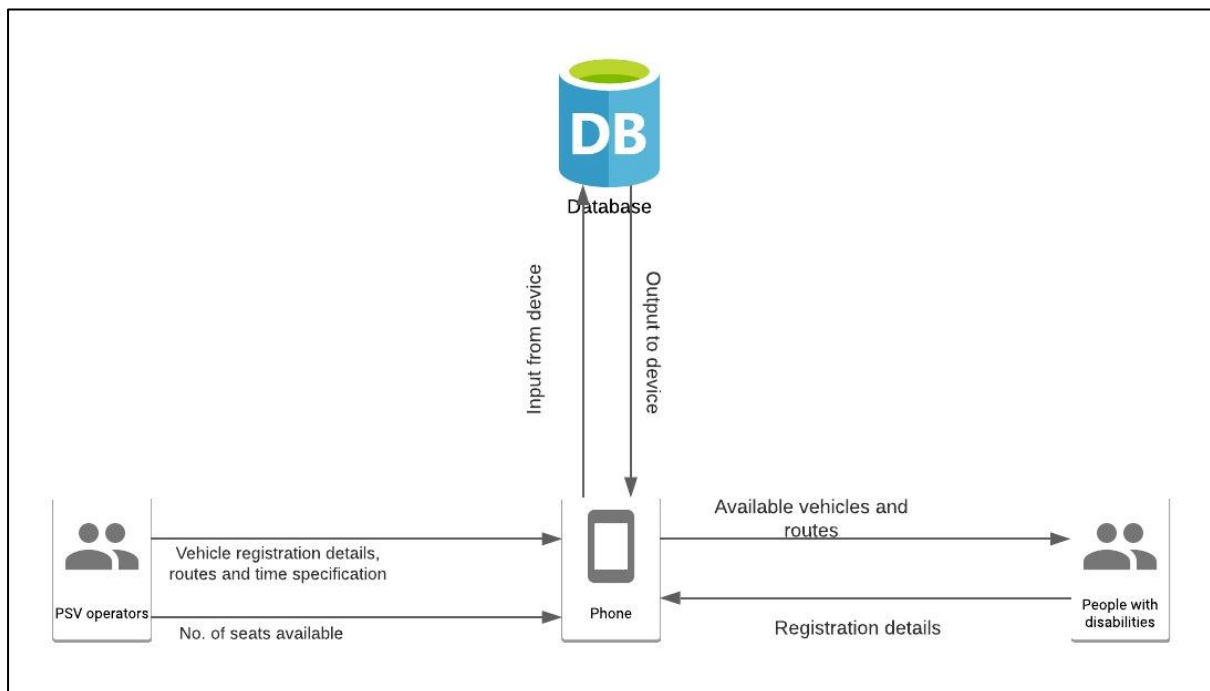 DB
Database
Input from device
Output to device
Vehicle registration details,
routes and time specification
PSV operators
No. of seats available
Phone
Available vehicles and
routes
Registration details
People with
disabilities